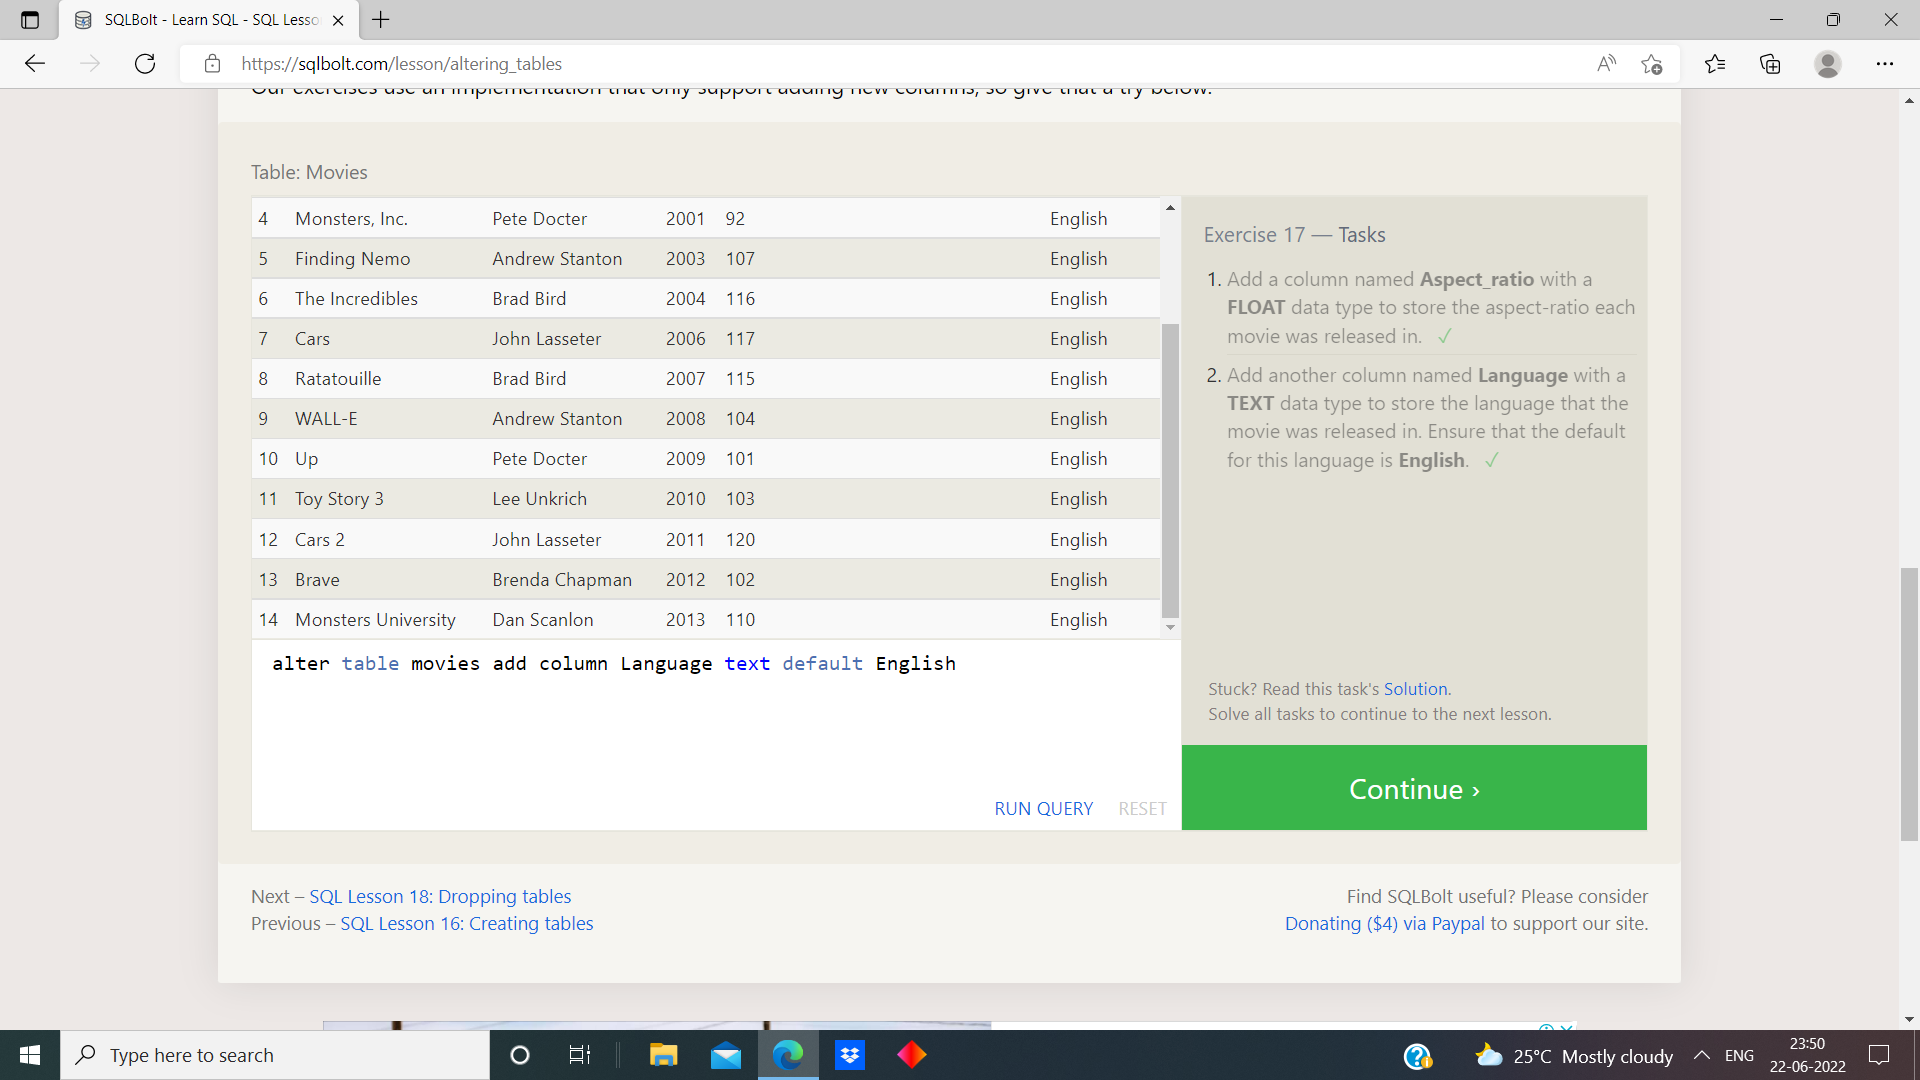 SQLBolt - Learn SQL - SQL Lesso
https://sqlbolt.com/lesson/altering_tables
Our exercises use an implementation that only support adding new columns, so give that a try below.
Table: Movies
4 Monsters, Inc. Pete Docter 2001 92 English
5 Finding Nemo Andrew Stanton 2003 107 English
6 The Incredibles Brad Bird 2004 116 English
7 Cars John Lasseter 2006 117 English
8 Ratatouille Brad Bird 2007 115 English
9 WALL-E Andrew Stanton 2008 104 English
10 Up Pete Docter 2009 101 English
11 Toy Story 3 Lee Unkrich 2010 103 English
12 Cars 2 John Lasseter 2011 120 English
13 Brave Brenda Chapman 2012 102 English
14 Monsters University Dan Scanlon 2013 110 English
alter table movies add column Language text default English
RUN QUERY RESET
Exercise 17 — Tasks
1. Add a column named Aspect_ratio with a
FLOAT data type to store the aspect-ratio each
movie was released in. ✓
2. Add another column named Language with a
TEXT data type to store the language that the
movie was released in. Ensure that the default
for this language is English. ✓
Stuck? Read this task's Solution.
Solve all tasks to continue to the next lesson.
Continue ›
Next – SQL Lesson 18: Dropping tables
Previous – SQL Lesson 16: Creating tables
Find SQLBolt useful? Please consider
Donating ($4) via Paypal to support our site.
Type here to search
25°C Mostly cloudy
ENG
23:50
22-06-2022